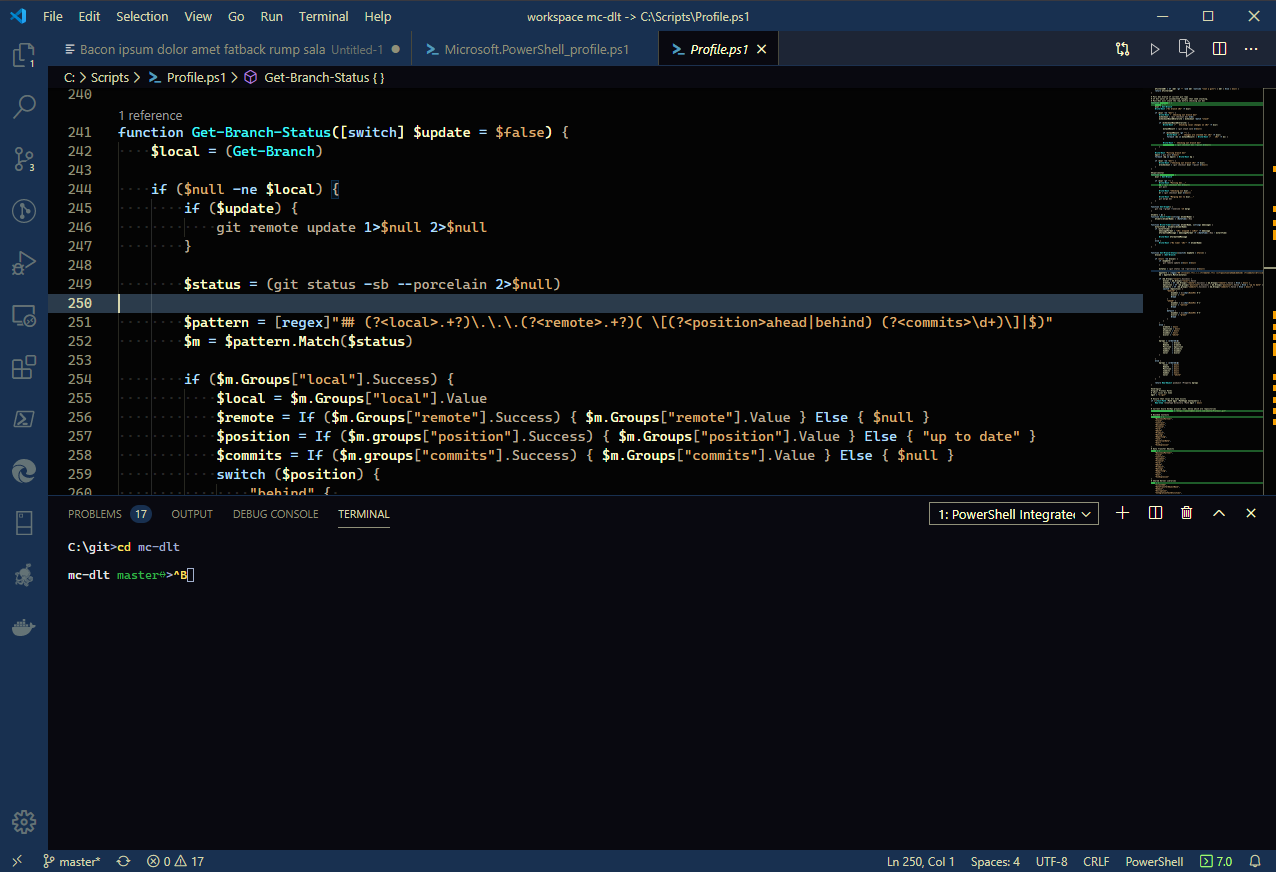 File Edit Selection View Go Run Terminal Help workspace mc-dlt -> C:\Scripts\Profile.ps1
Bacon ipsum dolor amet fatback rump sala Untitled-1 ● Microsoft.PowerShell_profile.ps1 Profile.ps1
C: > Scripts > Profile.ps1 > Get-Branch-Status { }
240
1 reference
241 function Get-Branch-Status([switch] $update = $false) {
242 $local = (Get-Branch)
243
244 if ($null -ne $local) {
245 if ($update) {
246 git remote update 1>$null 2>$null
247 }
248
249 $status = (git status -sb --porcelain 2>$null)
250
251 $pattern = [regex]"## (?<local>.+?)\.\.\.(?<remote>.+?)( \[(?<position>ahead|behind) (?<commits>\d+)\]|$)"
252 $m = $pattern.Match($status)
253
254 if ($m.Groups["local"].Success) {
255 $local = $m.Groups["local"].Value
256 $remote = If ($m.Groups["remote"].Success) { $m.Groups["remote"].Value } Else { $null }
257 $position = If ($m.groups["position"].Success) { $m.Groups["position"].Value } Else { "up to date" }
258 $commits = If ($m.groups["commits"].Success) { $m.Groups["commits"].Value } Else { $null }
259 switch ($position) {
260 "behind" {
PROBLEMS 17 OUTPUT DEBUG CONSOLE TERMINAL 1: PowerShell Integrate
C:\git>cd mc-dlt
mc-dlt master↔>^B
1
3
master* 0 17 Ln 250, Col 1 Spaces: 4 UTF-8 CRLF PowerShell 7.0